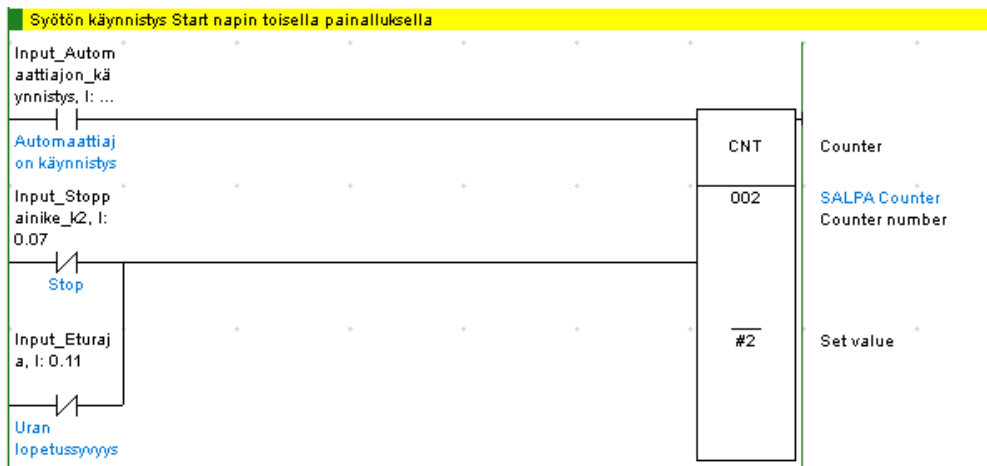 Syötön käynnistys Start napin toisella painalluksella
Input_Autom
aattiajon_kä
ynnistys, I: ...
Automaattiaj
on käynnistys
CNT
Counter
Input_Stopp
ainike_k2, I:
0.07
Stop
002
SALPA Counter
Counter number
Input_Eturaj
a, I: 0.11
Uran
lopetussyvyys
#2
Set value